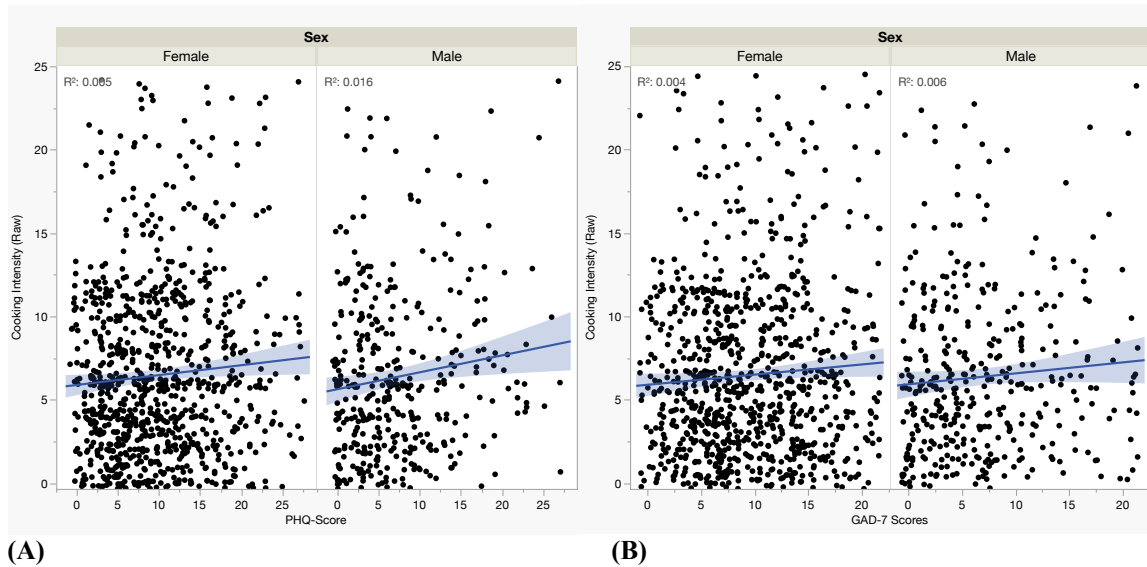 Sex
Female Male
R²: 0.005 R²: 0.016
25
20
15
10
5
0
Cooking Intensity (Raw)
0 5 10 15 20 25 0 5 10 15 20 25
PHQ-Score
(A)
Sex
Female Male
R²: 0.004 R²: 0.006
25
20
15
10
5
0
Cooking Intensity (Raw)
0 5 10 15 20 0 5 10 15 20
GAD-7 Scores
(B)